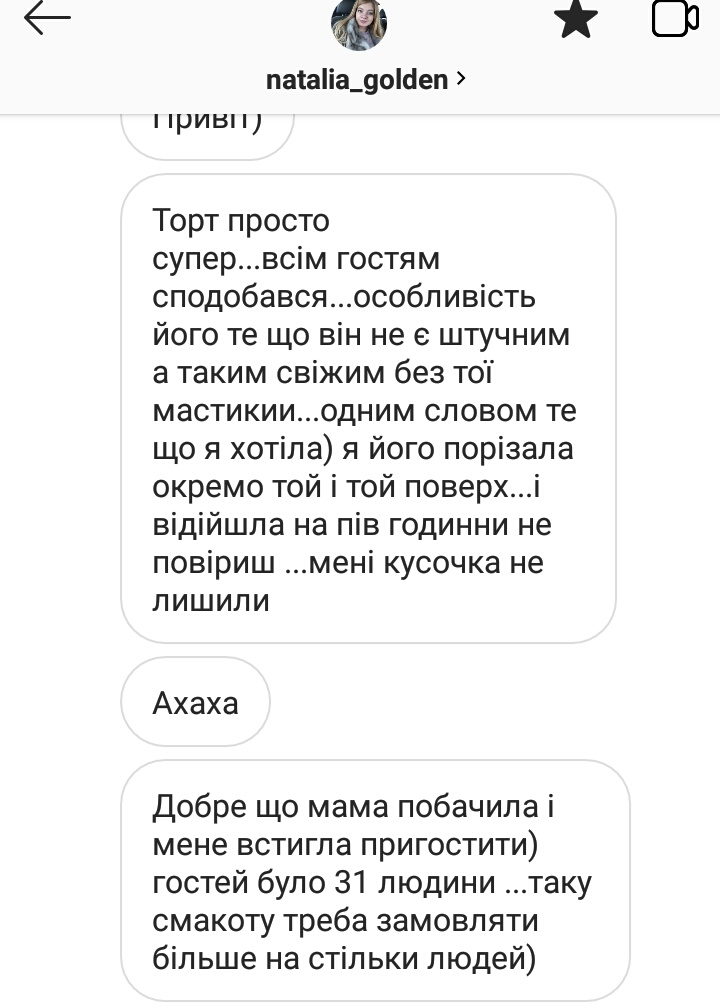 natalia_golden >
Привіт)
Торт просто
супер...всім гостям
сподобався...особливість
його те що він не є штучним
а таким свіжим без тої
мастикии...одним словом те
що я хотіла) я його порізала
окремо той і той поверх...і
відійшла на пів годинни не
повіриш ...мені кусочка не
лишили
Ахаха
Добре що мама побачила і
мене встигла пригостити)
гостей було 31 людини ...таку
смакоту треба замовляти
більше на стільки людей)